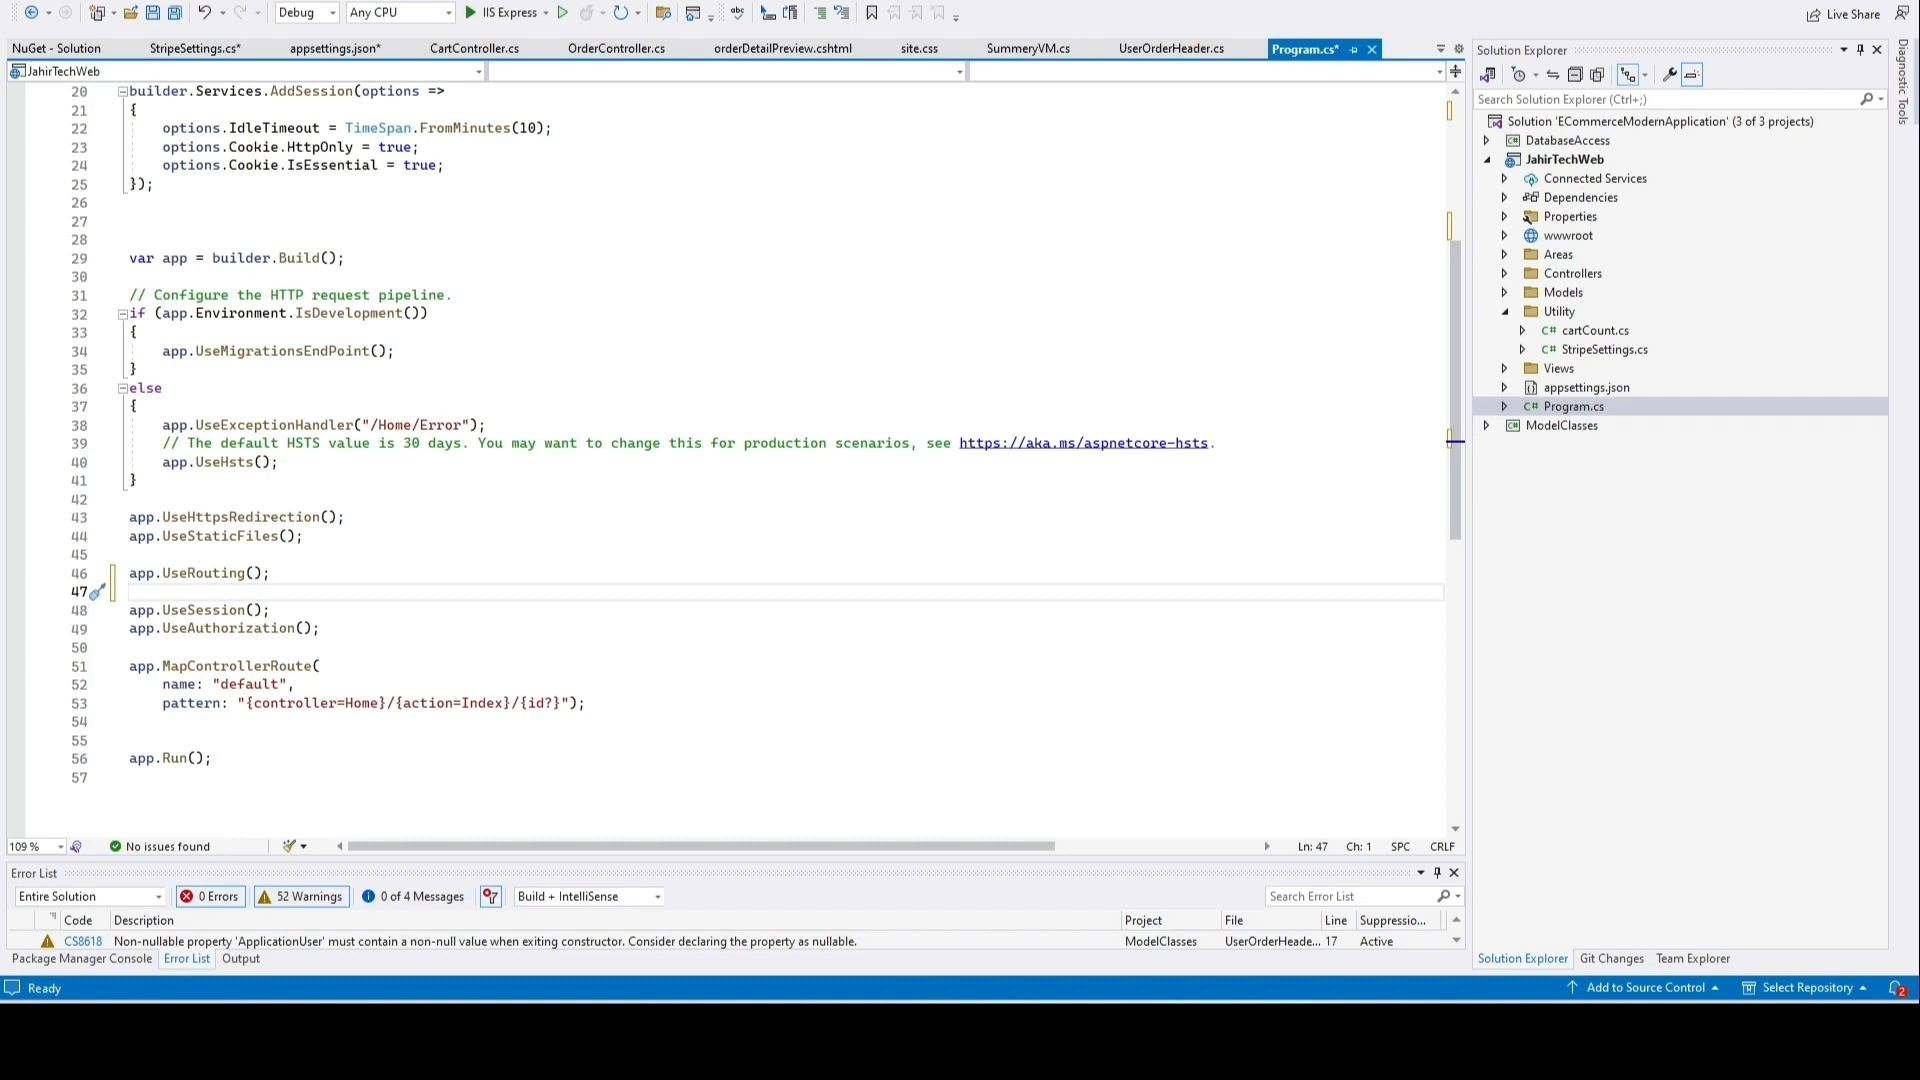 Debug Any CPU IIS Express Live Share
NuGet - Solution StripeSettings.cs* appsettings.json* CartController.cs OrderController.cs orderDetailPreview.cshtml site.css SummeryVM.cs UserOrderHeader.cs Program.cs*
JahirTechWeb
20 builder.Services.AddSession(options =>
21 {
22 options.IdleTimeout = TimeSpan.FromMinutes(10);
23 options.Cookie.HttpOnly = true;
24 options.Cookie.IsEssential = true;
25 });
26
27
28
29 var app = builder.Build();
30
31 // Configure the HTTP request pipeline.
32 if (app.Environment.IsDevelopment())
33 {
34 app.UseMigrationsEndPoint();
35 }
36 else
37 {
38 app.UseExceptionHandler("/Home/Error");
39 // The default HSTS value is 30 days. You may want to change this for production scenarios, see https://aka.ms/aspnetcore-hsts.
40 app.UseHsts();
41 }
42
43 app.UseHttpsRedirection();
44 app.UseStaticFiles();
45
46 app.UseRouting();
47
48 app.UseSession();
49 app.UseAuthorization();
50
51 app.MapControllerRoute(
52 name: "default",
53 pattern: "{controller=Home}/{action=Index}/{id?}");
54
55
56 app.Run();
57
109 % No issues found Ln: 47 Ch: 1 SPC CRLF
Error List
Entire Solution 0 Errors 52 Warnings 0 of 4 Messages Build + IntelliSense Search Error List
Code Description Project File Line Suppressio...
CS8618 Non-nullable property 'ApplicationUser' must contain a non-null value when exiting constructor. Consider declaring the property as nullable. ModelClasses UserOrderHeade... 17 Active
Package Manager Console Error List Output
Solution Explorer
Search Solution Explorer (Ctrl+;)
Solution 'ECommerceModernApplication' (3 of 3 projects)
C# DatabaseAccess
JahirTechWeb
Connected Services
Dependencies
Properties
wwwroot
Areas
Controllers
Models
Utility
C# cartCount.cs
C# StripeSettings.cs
Views
appsettings.json
C# Program.cs
C# ModelClasses
Solution Explorer Git Changes Team Explorer
Diagnostic Tools
Ready Add to Source Control Select Repository 2